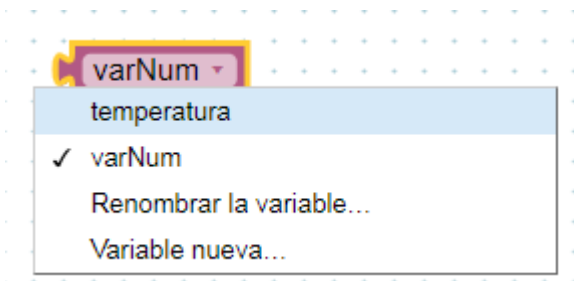 varNum
temperatura
✓ varNum
Renombrar la variable...
Variable nueva...